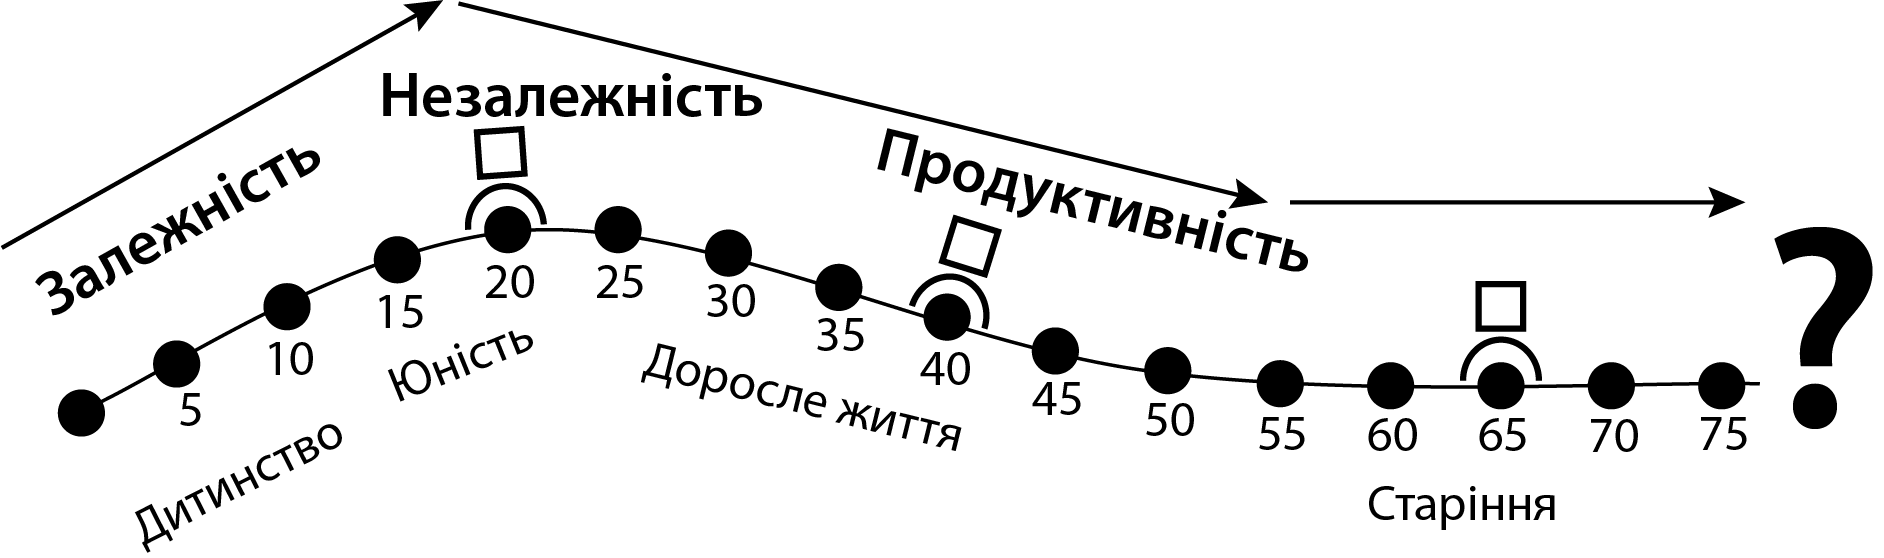 Залежність
Незалежність
Продуктивність
5
10
15
20
25
30
35
40
45
50
55
60
65
70
75
?
Дитинство
Юність
Доросле життя
Старіння